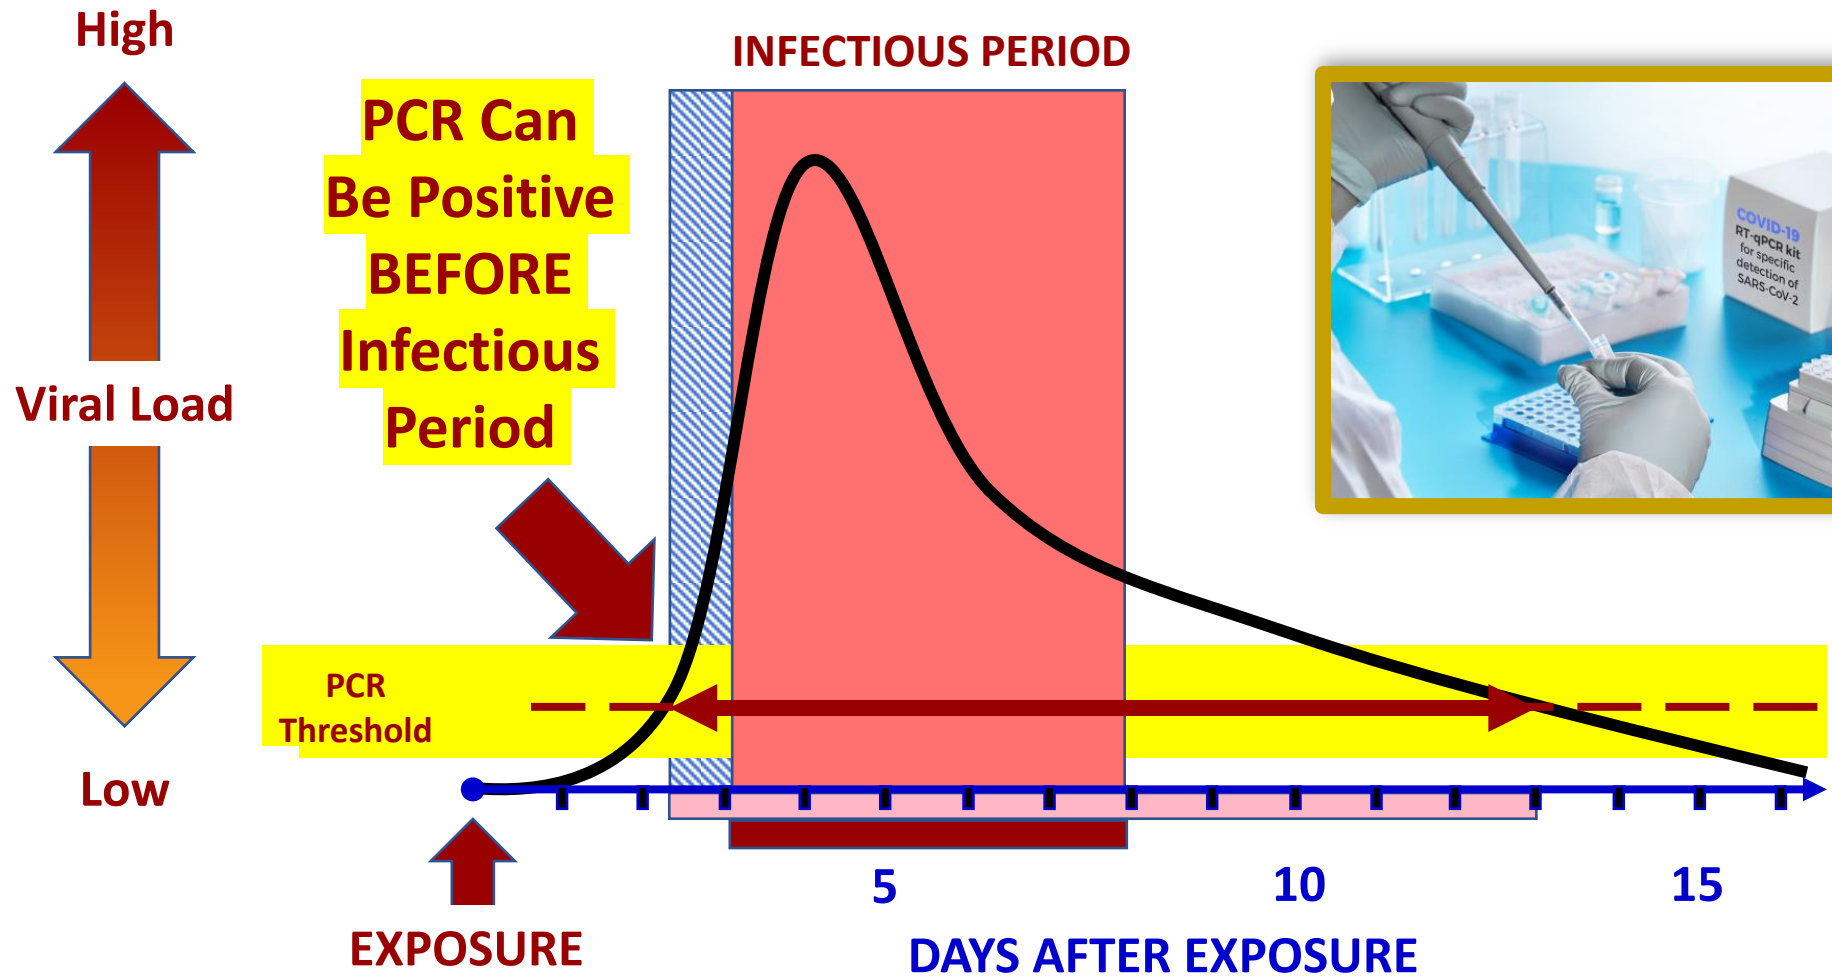 High
Viral Load
Low
PCR Can
Be Positive
BEFORE
Infectious
Period
INFECTIOUS PERIOD
COVID-19
RT-qPCR kit
for specific
detection of
SARS-CoV-2
PCR
Threshold
5
10
15
EXPOSURE
DAYS AFTER EXPOSURE